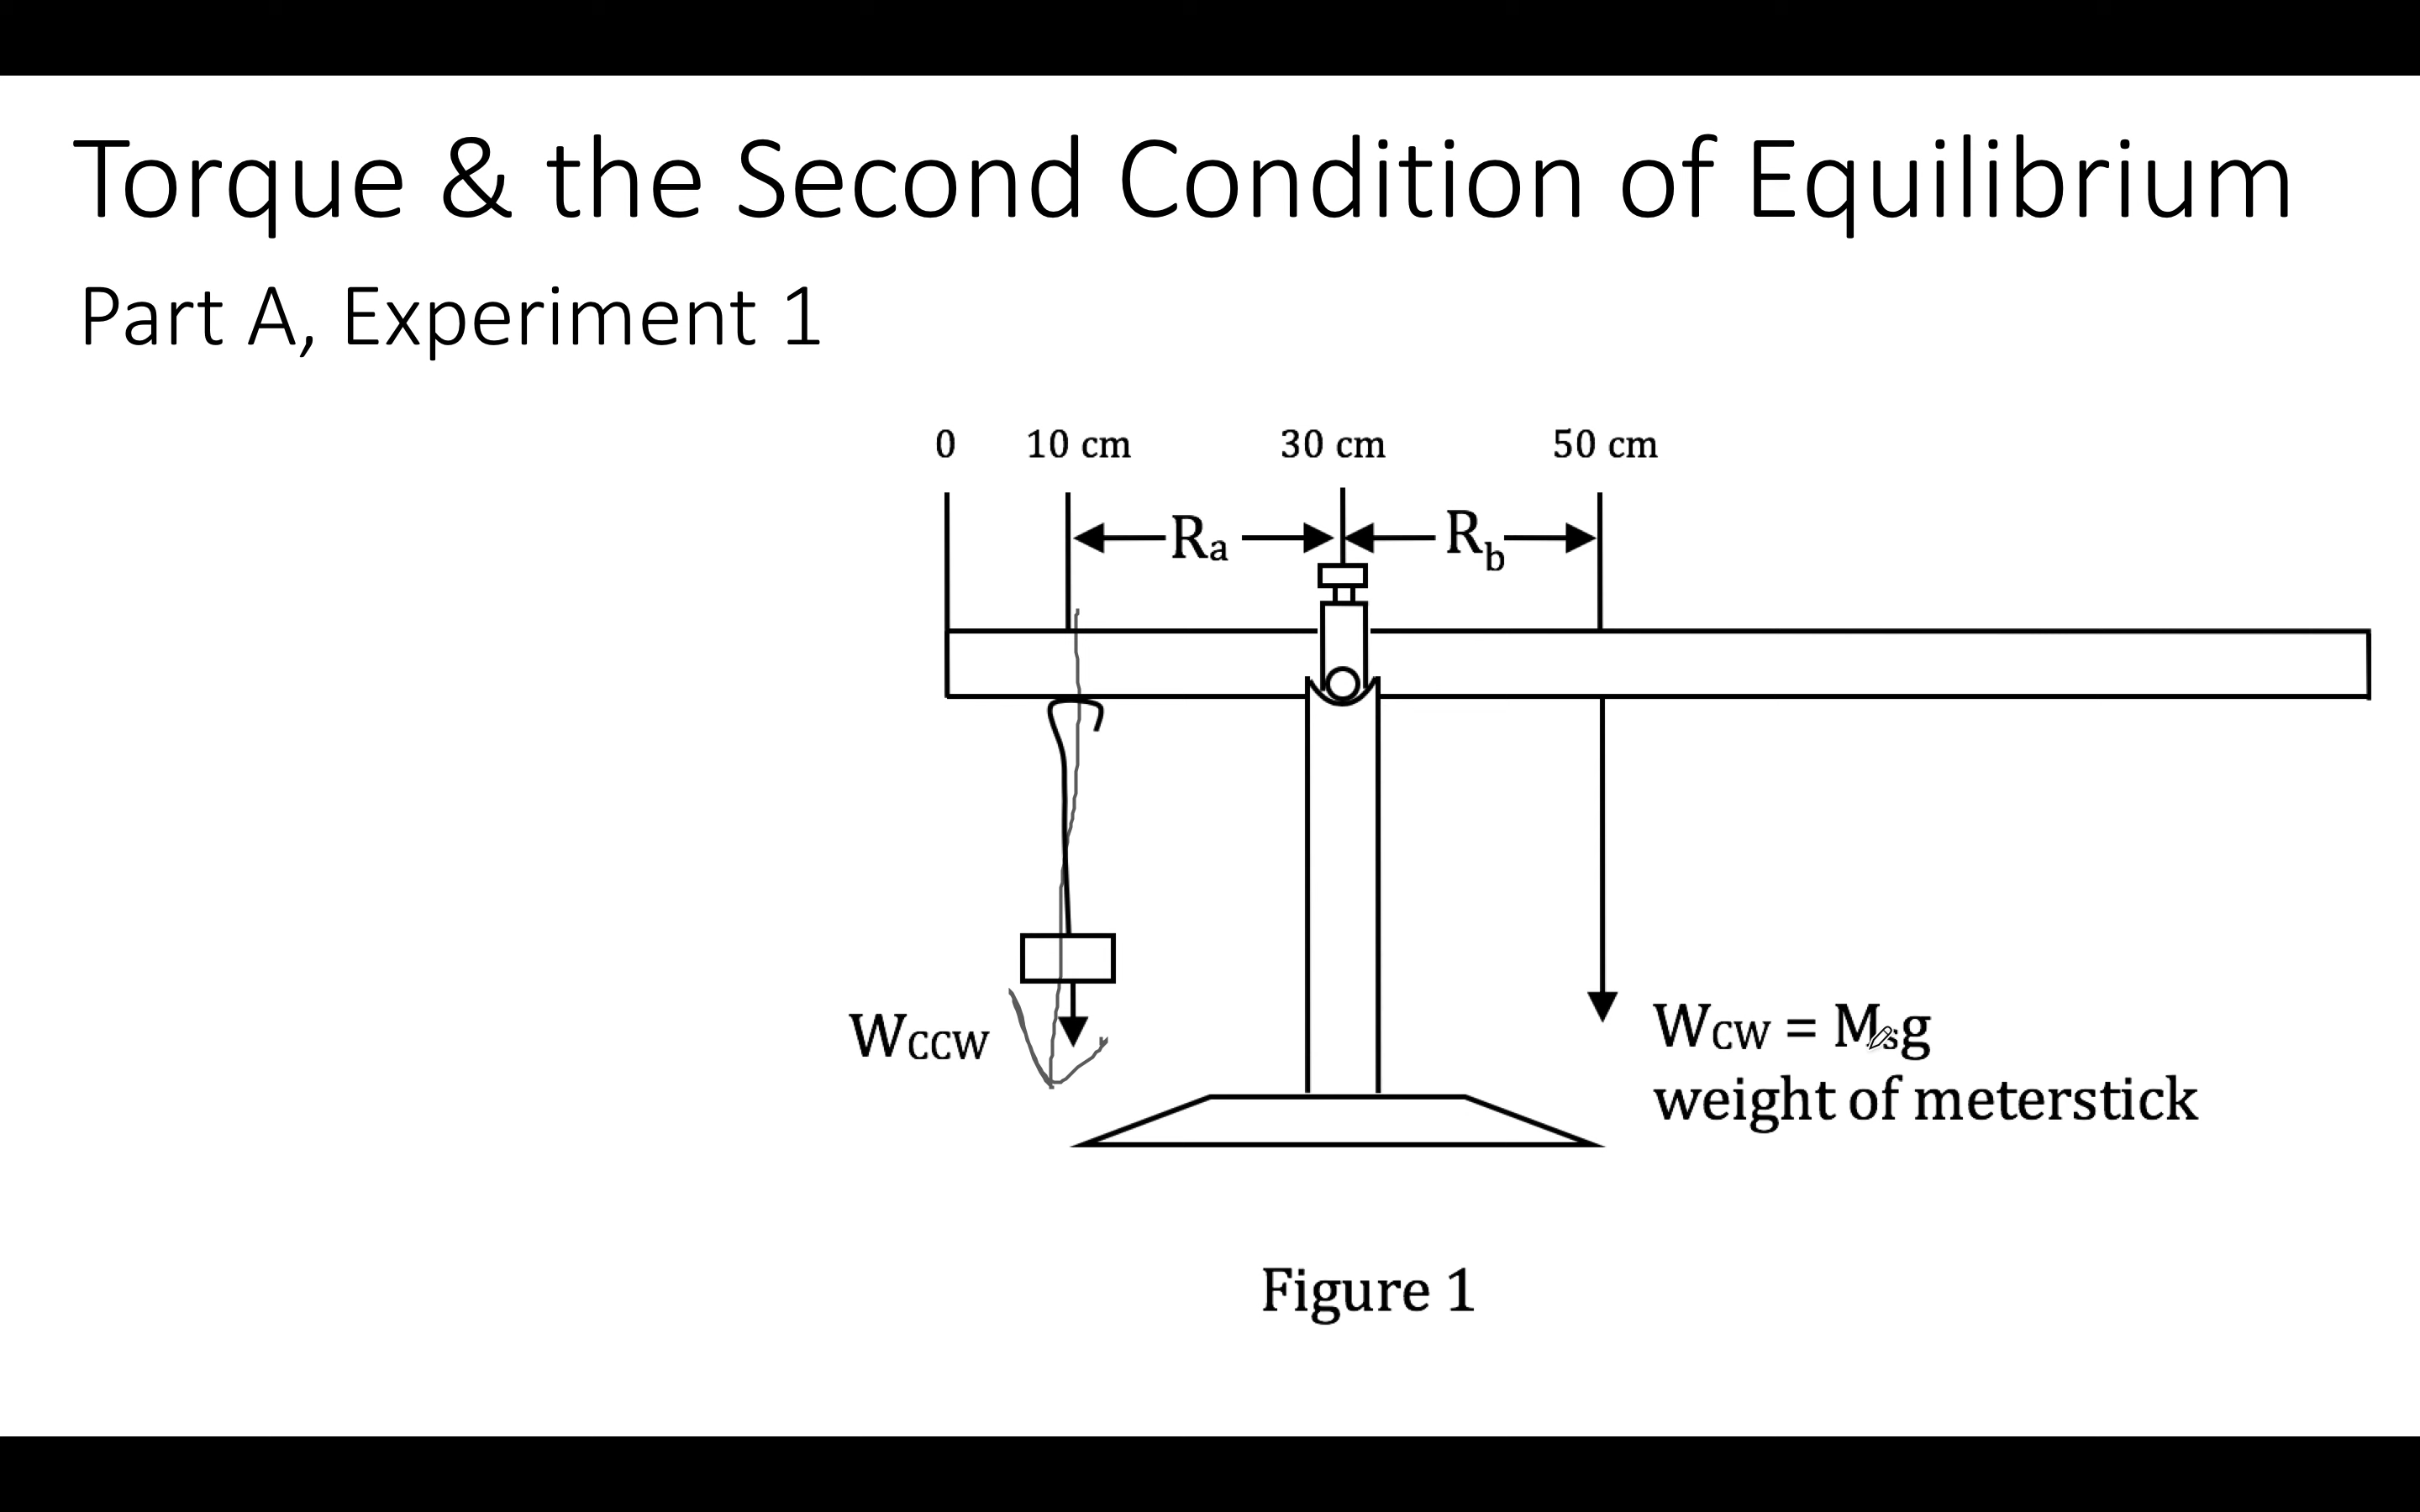 Torque & the Second Condition of Equilibrium
Part A, Experiment 1
0 10 cm 30 cm 50 cm
Ra Rb
WCCW
WCW = Msg
weight of meterstick
Figure 1